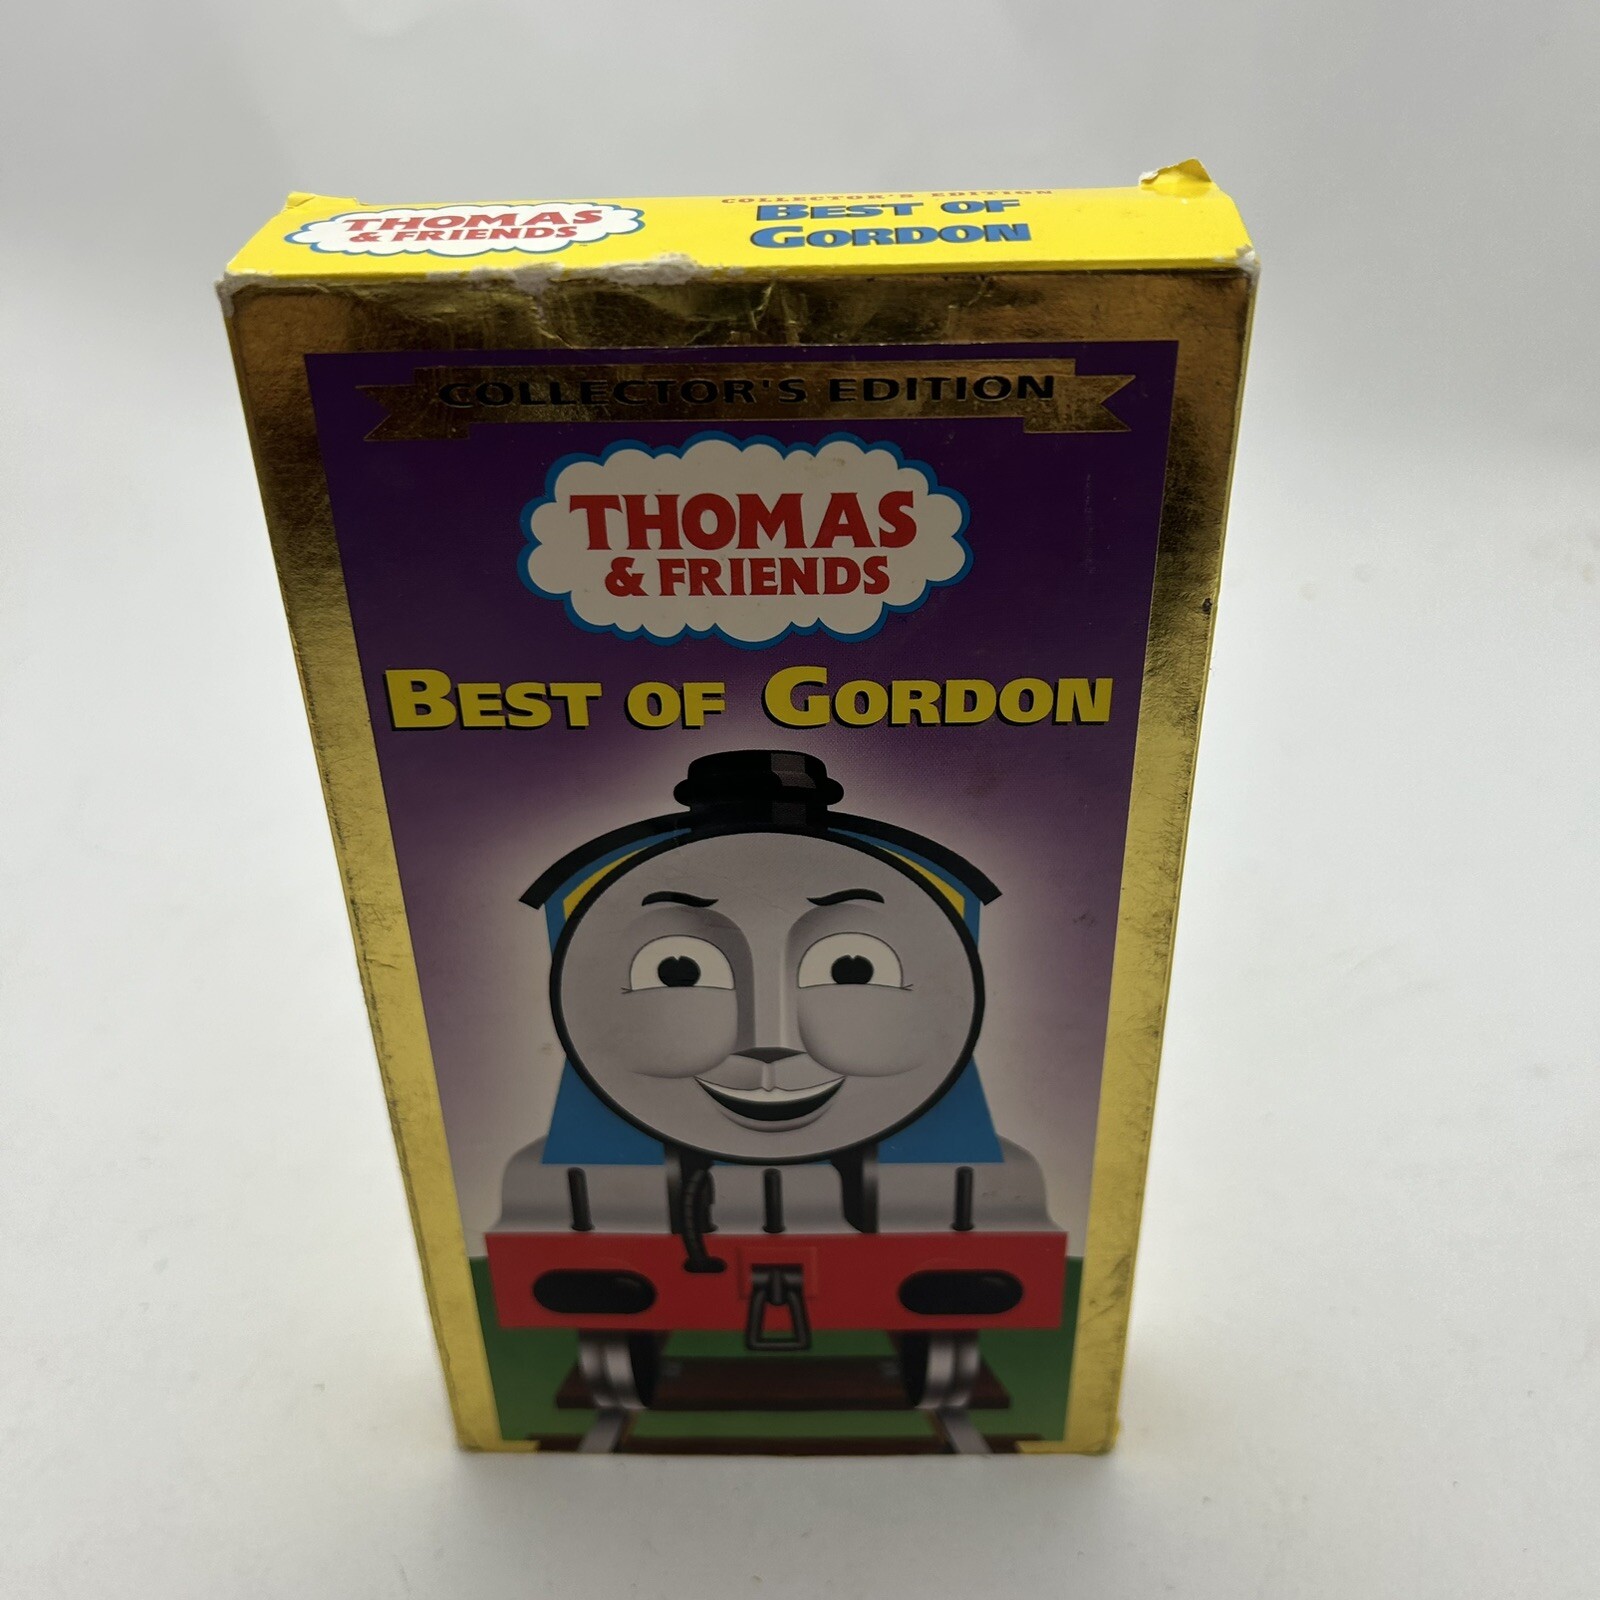 THOMAS
& FRIENDS
COLLECTOR'S EDITION
BEST OF
GORDON
COLLECTOR'S EDITION
THOMAS
& FRIENDS
BEST OF GORDON